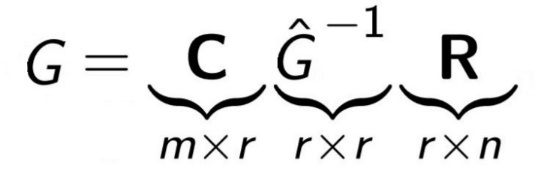 G = C Ĝ⁻¹ R
m×r r×r r×n